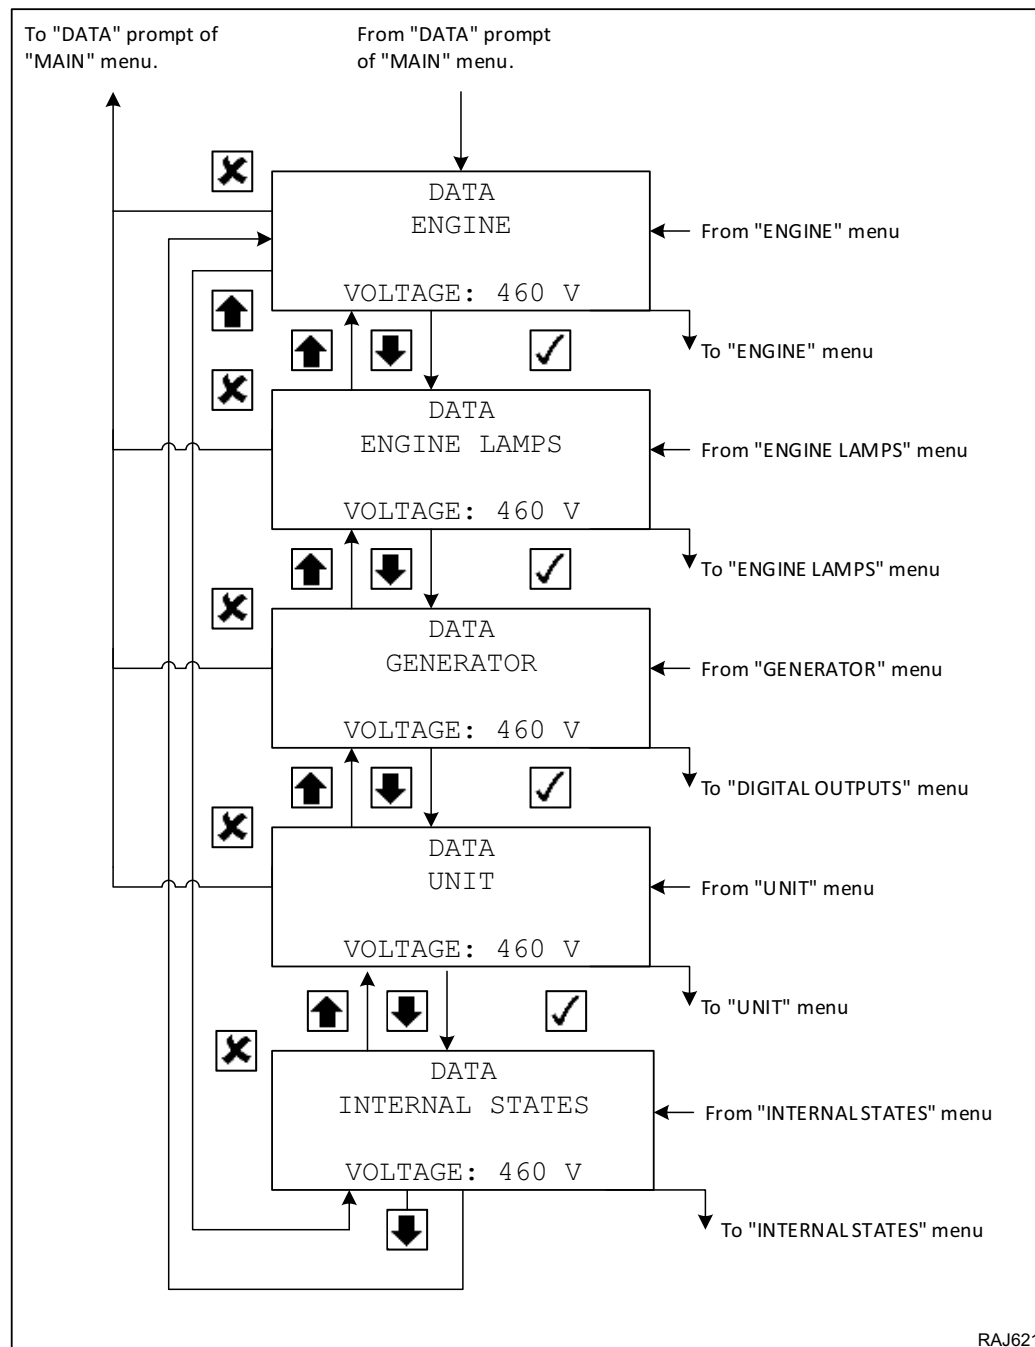 To "DATA" prompt of
"MAIN" menu.
From "DATA" prompt
of "MAIN" menu.
DATA
ENGINE
VOLTAGE: 460 V
From "ENGINE" menu
To "ENGINE" menu
DATA
ENGINE LAMPS
VOLTAGE: 460 V
From "ENGINE LAMPS" menu
To "ENGINE LAMPS" menu
DATA
GENERATOR
VOLTAGE: 460 V
From "GENERATOR" menu
To "DIGITAL OUTPUTS" menu
DATA
UNIT
VOLTAGE: 460 V
From "UNIT" menu
To "UNIT" menu
DATA
INTERNAL STATES
VOLTAGE: 460 V
From "INTERNAL STATES" menu
To "INTERNAL STATES" menu
RAJ621